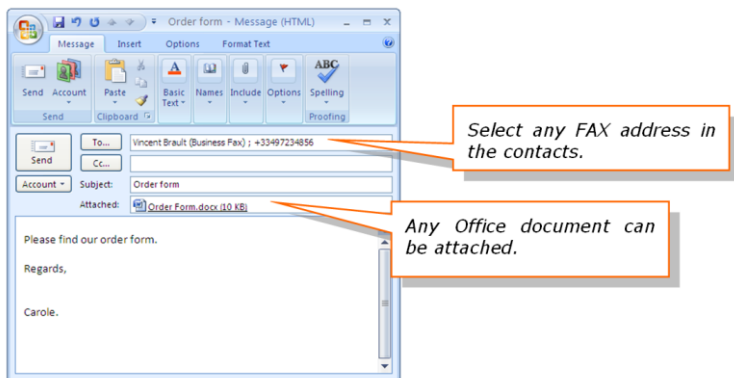 Order form - Message (HTML)
Message Insert Options Format Text
Send Account Paste Basic Text Names Include Options ABC Spelling
Send Clipboard Proofing
To... Vincent Brault (Business Fax) ; +33497234856
Send
Cc...
Account Subject: Order form
Attached: Order Form.docx (10 KB)
Please find our order form.
Regards,
Carole.
Select any FAX address in
the contacts.
Any Office document can
be attached.